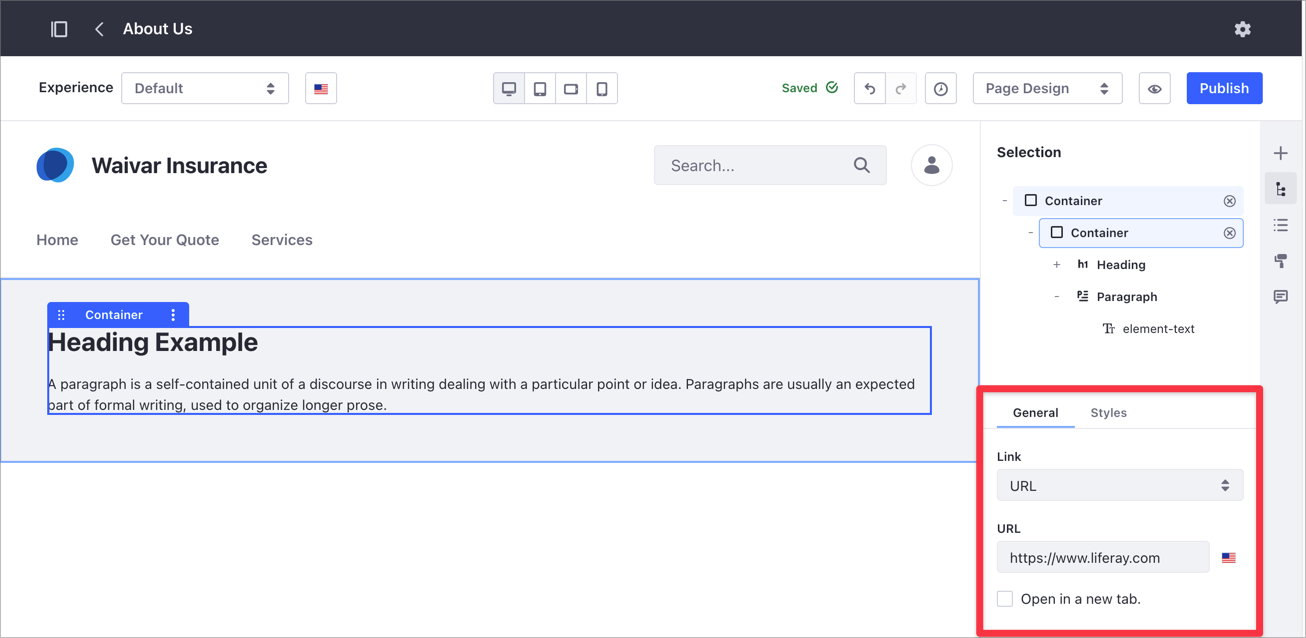 About Us
Experience
Default
Saved
Page Design
Publish
Waivar Insurance
Search...
Home
Get Your Quote
Services
Container
Heading Example
A paragraph is a self-contained unit of a discourse in writing dealing with a particular point or idea. Paragraphs are usually an expected
part of formal writing, used to organize longer prose.
Selection
- Container
- Container
+ h1 Heading
- Paragraph
Tr element-text
General
Styles
Link
URL
URL
https://www.liferay.com
Open in a new tab.